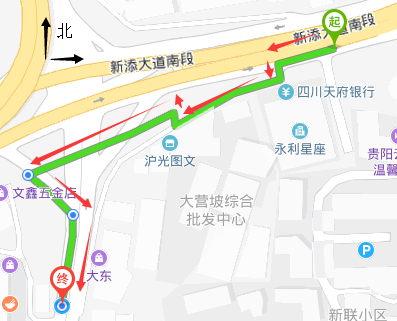 北
起
新添大道南段
新添大道南段
四川天府银行
永利星座
贵阳云
温馨
沪光图文
文鑫五金店
大营坡综合
批发中心
P
大东
终
新联小区